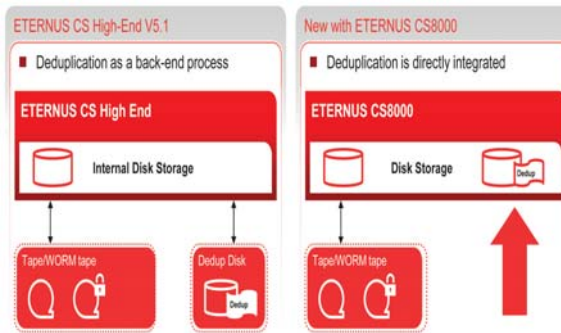 ETERNUS CS High-End V5.1
Deduplication as a back-end process
ETERNUS CS High End
Internal Disk Storage
Tape/WORM tape
Dedup Disk
Dedup
New with ETERNUS CS8000
Deduplication is directly integrated
ETERNUS CS8000
Disk Storage
Dedup
Tape/WORM tape